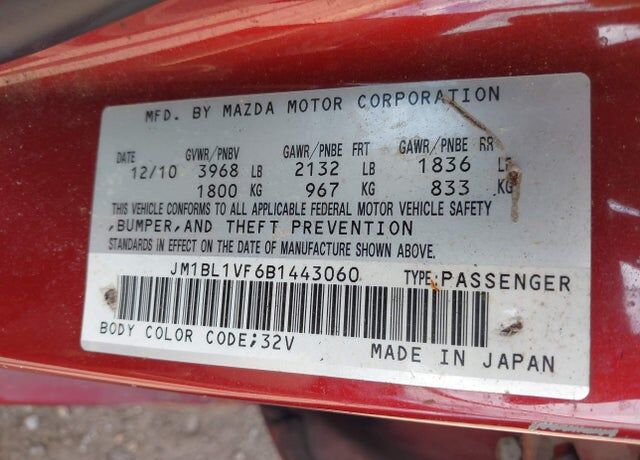 MFD. BY MAZDA MOTOR CORPORATION
DATE GVWR/PNBV GAWR/PNBE FRT GAWR/PNBE RR
12/10 3968 LB 2132 LB 1836 LB
1800 KG 967 KG 833 KG
THIS VEHICLE CONFORMS TO ALL APPLICABLE FEDERAL MOTOR VEHICLE SAFETY
,BUMPER,AND THEFT PREVENTION
STANDARDS IN EFFECT ON THE DATE OF MANUFACTURE SHOWN ABOVE.
JM1BL1VF6B1443060 TYPE:PASSENGER
BODY COLOR CODE;32V
MADE IN JAPAN